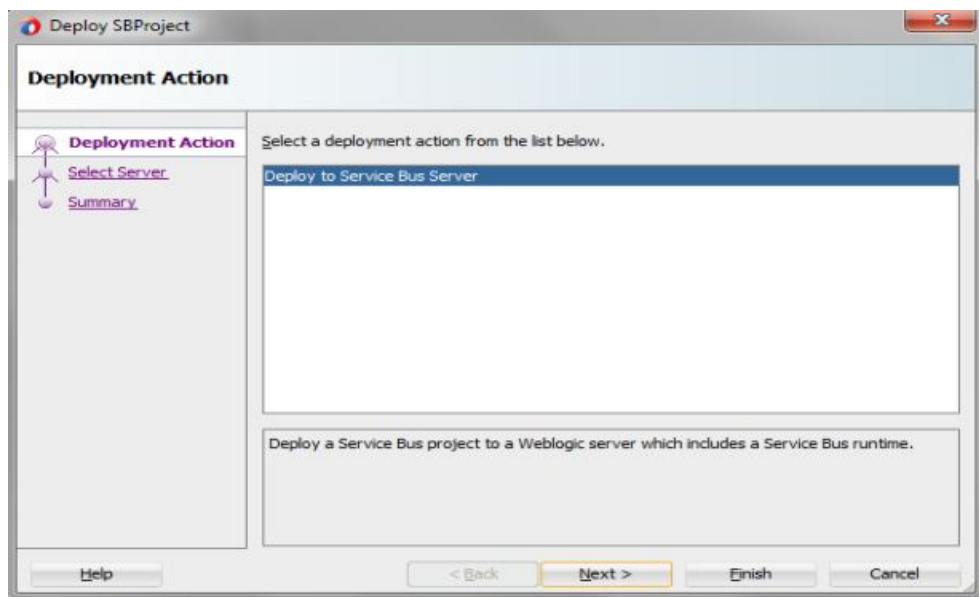 Deploy SBProject
Deployment Action
Deployment Action
Select Server
Summary
Select a deployment action from the list below.
Deploy to Service Bus Server
Deploy a Service Bus project to a Weblogic server which includes a Service Bus runtime.
Help
< Back
Next >
Finish
Cancel